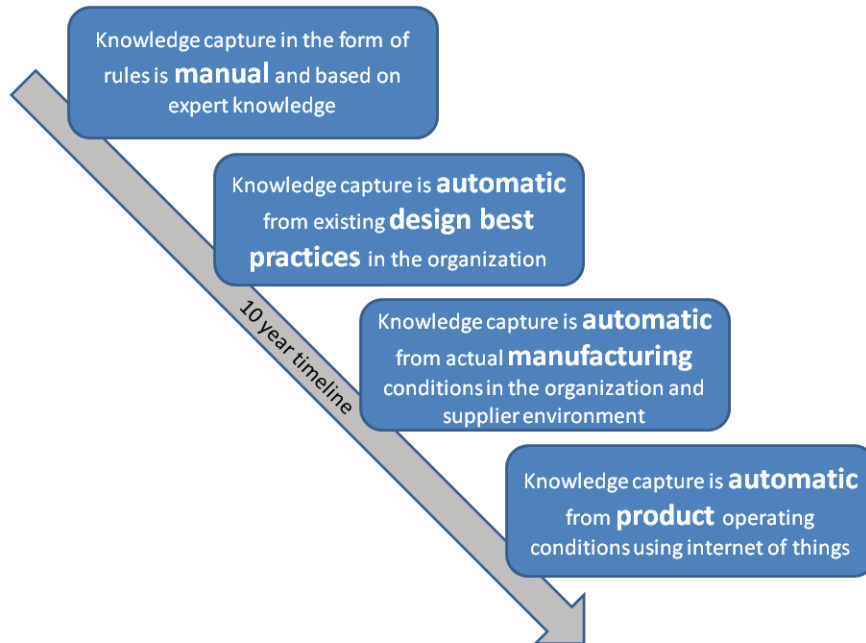 Knowledge capture in the form of
rules is manual and based on
expert knowledge
Knowledge capture is automatic
from existing design best
practices in the organization
10 year timeline
Knowledge capture is automatic
from actual manufacturing
conditions in the organization and
supplier environment
Knowledge capture is automatic
from product operating
conditions using internet of things